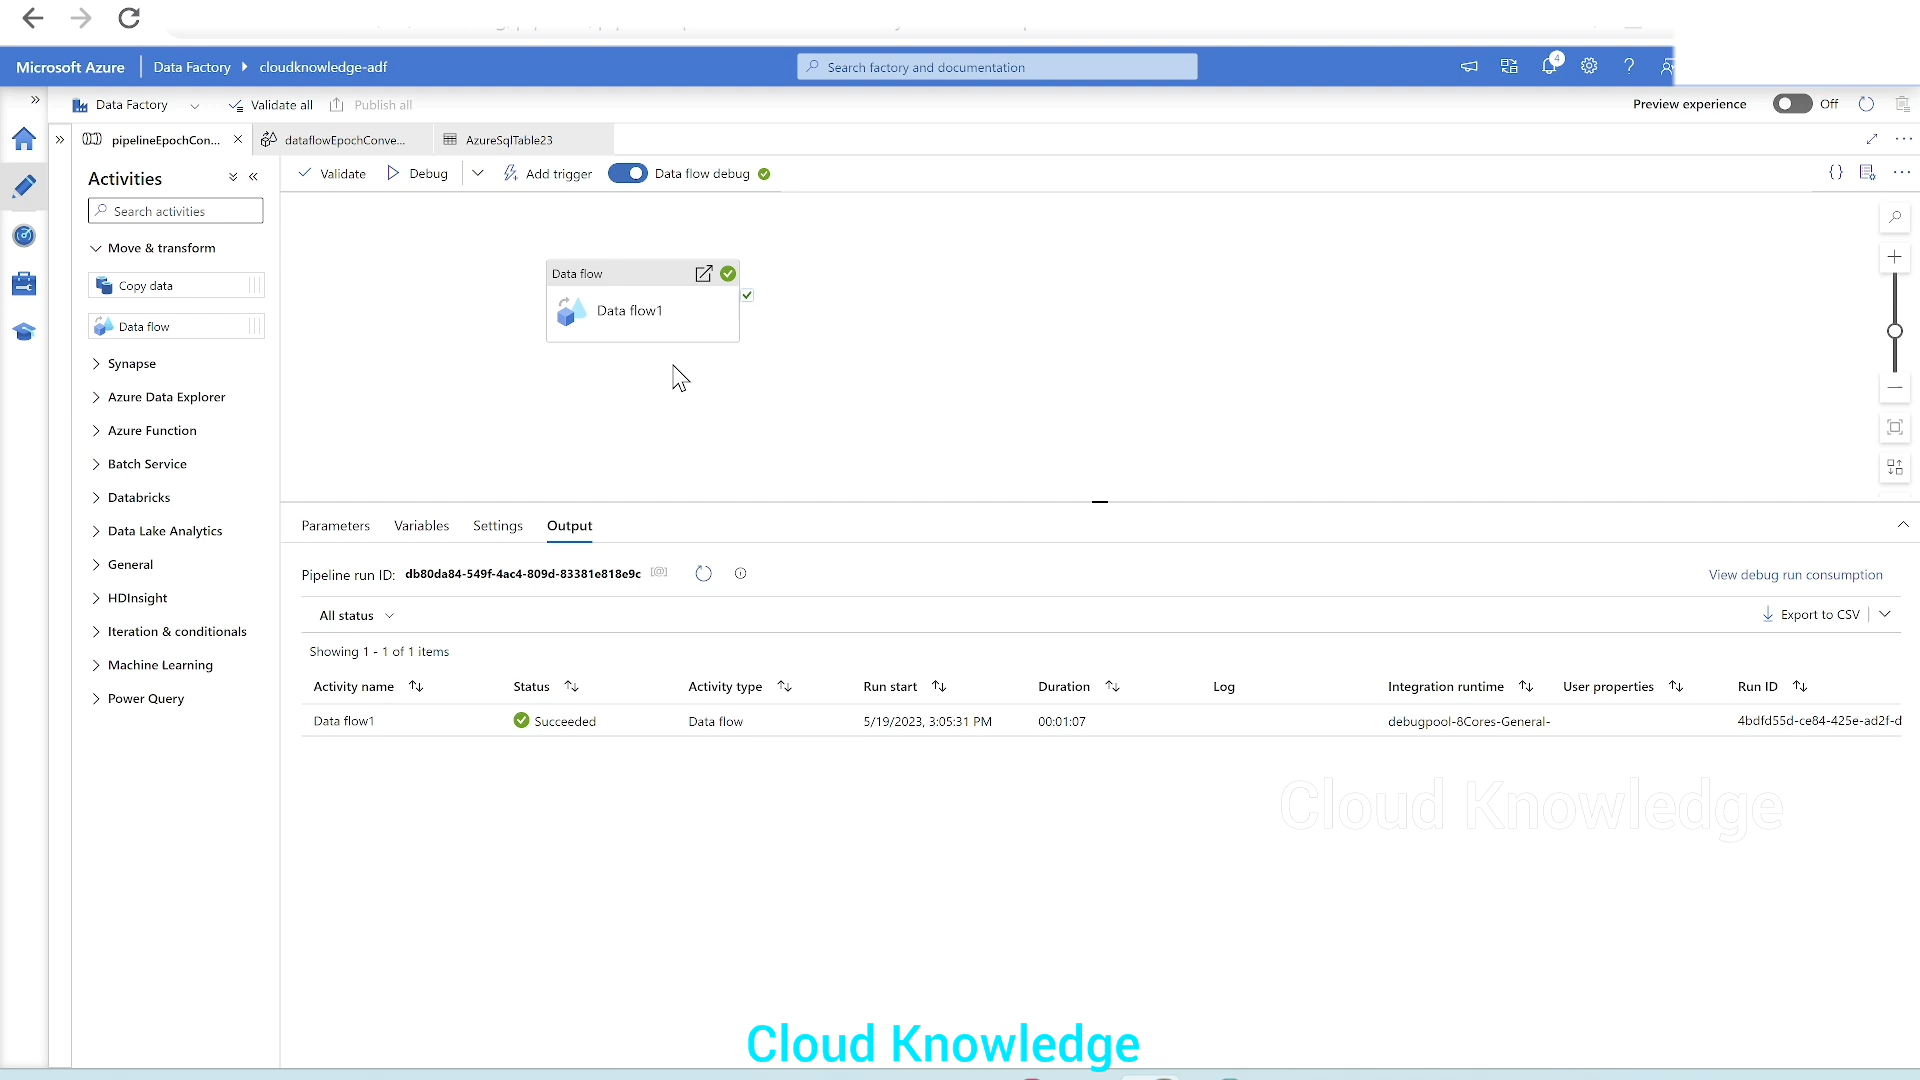 Microsoft Azure
Data Factory
cloudknowledge-adf
Search factory and documentation
4
?
Data Factory
Validate all
Publish all
Preview experience
Off
pipelineEpochCon...
dataflowEpochConve...
AzureSqlTable23
Activities
Validate
Debug
Add trigger
Data flow debug
Search activities
Move & transform
Copy data
Data flow
Synapse
Azure Data Explorer
Azure Function
Batch Service
Databricks
Data Lake Analytics
General
HDInsight
Iteration & conditionals
Machine Learning
Power Query
Data flow
Data flow1
Parameters
Variables
Settings
Output
Pipeline run ID: db80da84-549f-4ac4-809d-83381e818e9c
View debug run consumption
All status
Export to CSV
Showing 1 - 1 of 1 items
Activity name
Status
Activity type
Run start
Duration
Log
Integration runtime
User properties
Run ID
Data flow1
Succeeded
Data flow
5/19/2023, 3:05:31 PM
00:01:07
debugpool-8Cores-General-
4bdfd55d-ce84-425e-ad2f-d
Cloud Knowledge
Cloud Knowledge